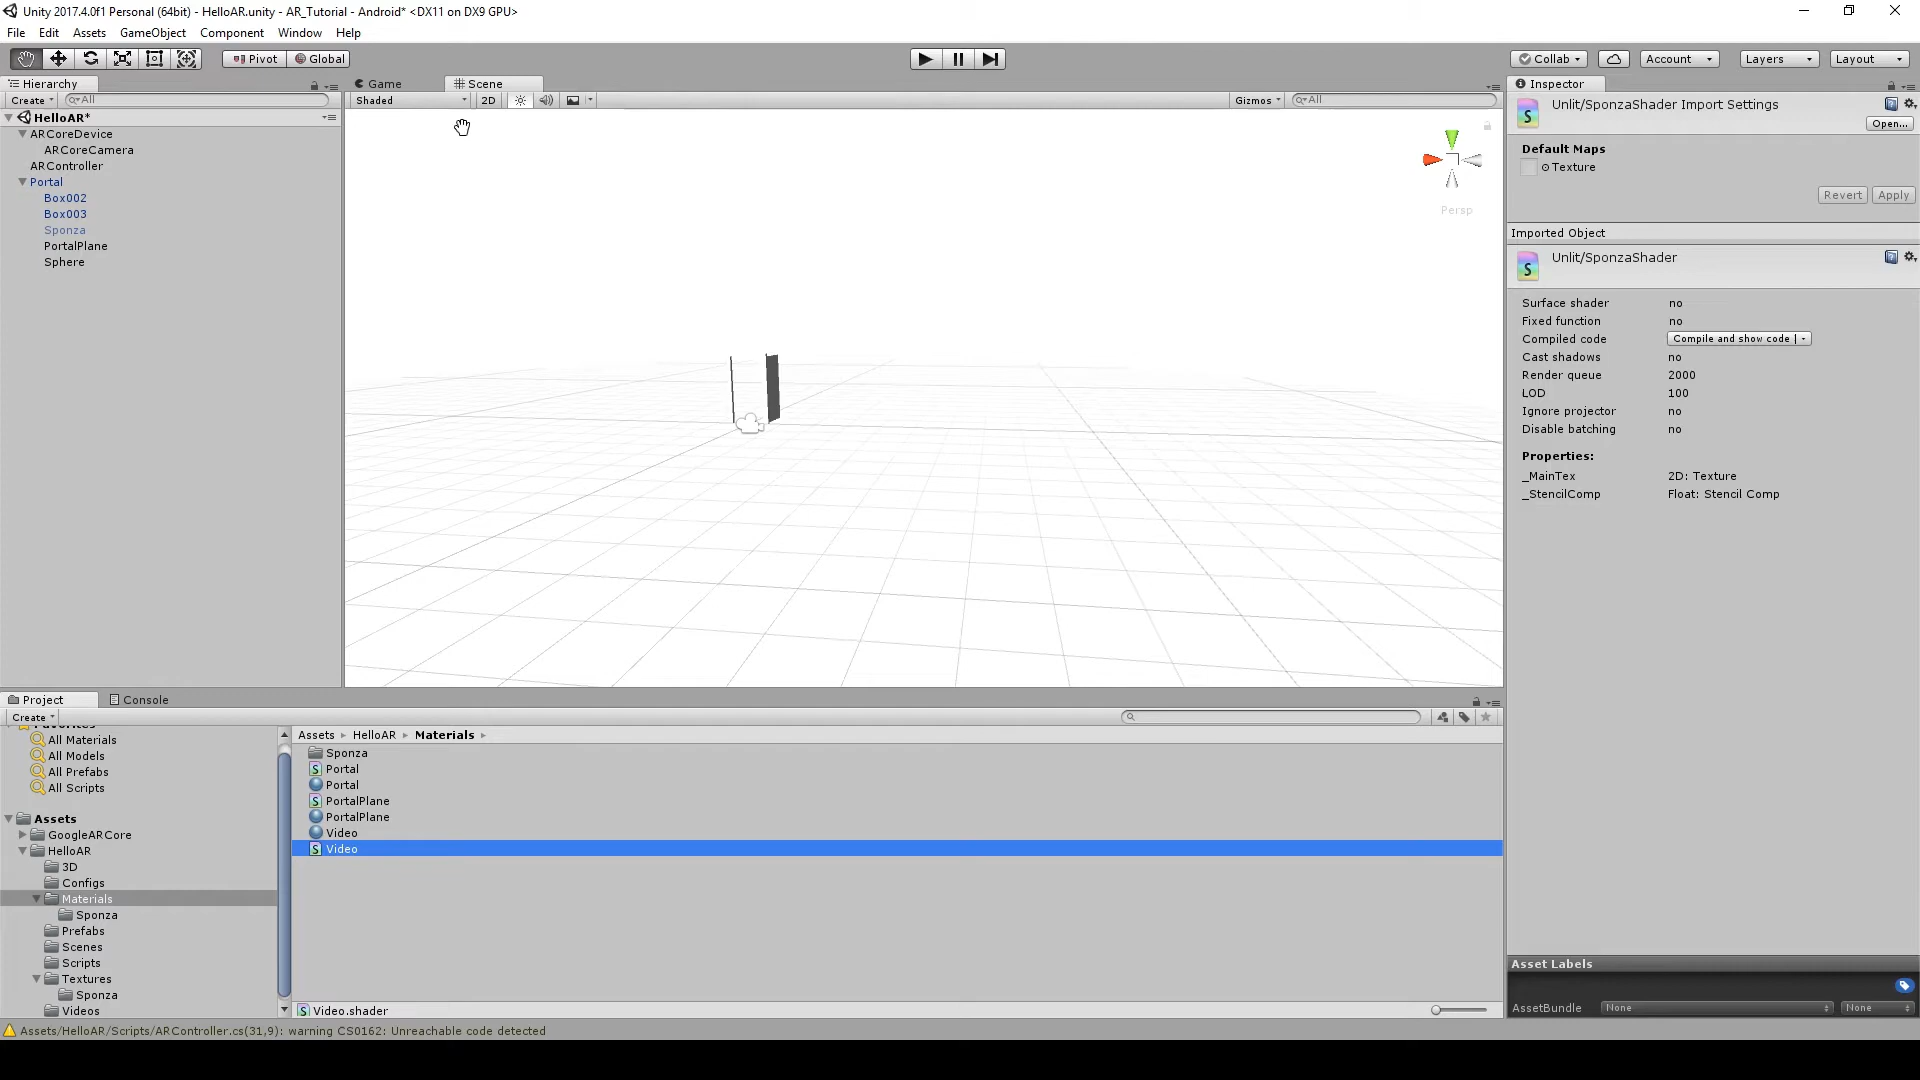 Unity 2017.4.0f1 Personal (64bit) - HelloAR.unity - AR_Tutorial - Android* <DX11 on DX9 GPU>
File Edit Assets GameObject Component Window Help
Pivot Global Collab Account Layers Layout
Hierarchy
Create All
HelloAR*
ARCoreDevice
ARCoreCamera
ARController
Portal
Box002
Box003
Sponza
PortalPlane
Sphere
Game Scene
Shaded 2D Gizmos All
Persp
Inspector
Unlit/SponzaShader Import Settings
Open...
Default Maps
Texture
Revert Apply
Imported Object
Unlit/SponzaShader
Surface shader no
Fixed function no
Compiled code Compile and show code
Cast shadows no
Render queue 2000
LOD 100
Ignore projector no
Disable batching no
Properties:
_MainTex 2D: Texture
_StencilComp Float: Stencil Comp
Asset Labels
AssetBundle None None
Project Console
Create
Favorites
All Materials
All Models
All Prefabs
All Scripts
Assets
GoogleARCore
HelloAR
3D
Configs
Materials
Sponza
Prefabs
Scenes
Scripts
Textures
Sponza
Videos
Assets HelloAR Materials
Sponza
Portal
Portal
PortalPlane
PortalPlane
Video
Video
Video.shader
Assets/HelloAR/Scripts/ARController.cs(31,9): warning CS0162: Unreachable code detected